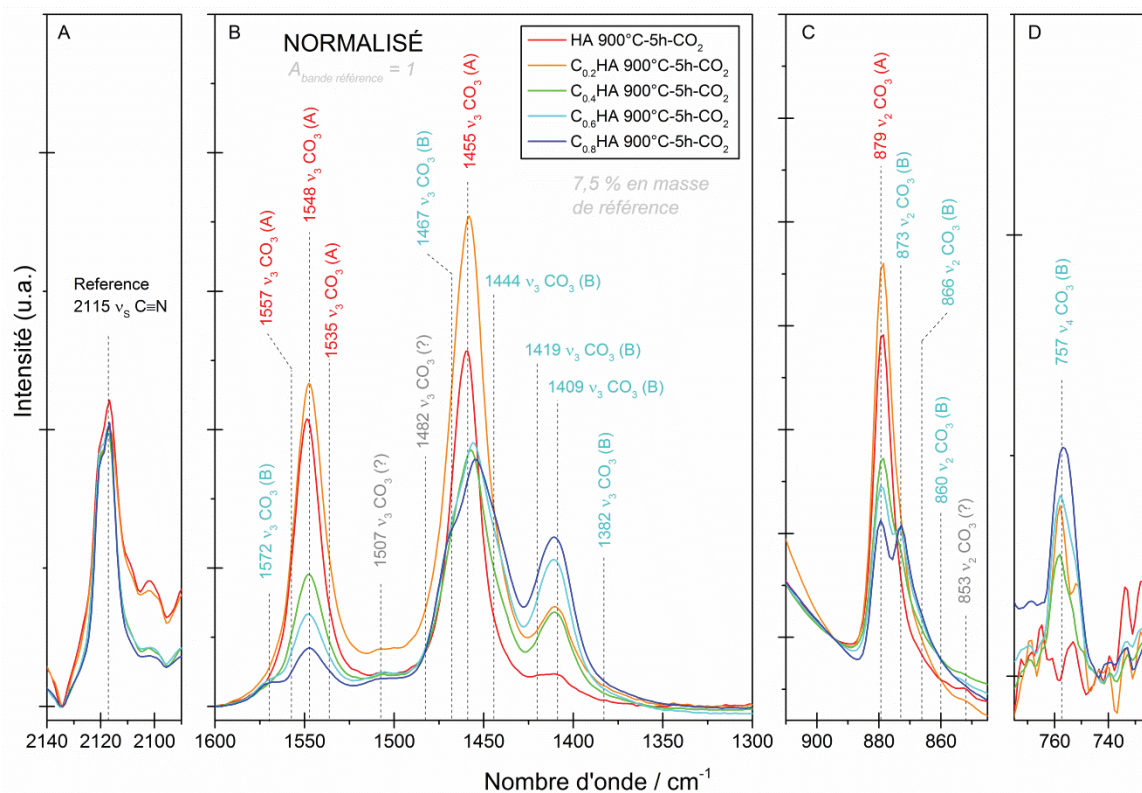 A
B
C
D
NORMALISÉ
A bande référence = 1
HA 900°C-5h-CO2
C0.2HA 900°C-5h-CO2
C0.4HA 900°C-5h-CO2
C0.6HA 900°C-5h-CO2
C0.8HA 900°C-5h-CO2
7,5 % en masse
de référence
Reference
2115 νS C≡N
1572 ν3 CO3 (B)
1557 ν3 CO3 (A)
1548 ν3 CO3 (A)
1535 ν3 CO3 (A)
1507 ν3 CO3 (?)
1482 ν3 CO3 (?)
1467 ν3 CO3 (B)
1455 ν3 CO3 (A)
1444 ν3 CO3 (B)
1419 ν3 CO3 (B)
1409 ν3 CO3 (B)
1382 ν3 CO3 (B)
879 ν2 CO3 (A)
873 ν2 CO3 (B)
866 ν2 CO3 (B)
860 ν2 CO3 (B)
853 ν2 CO3 (?)
757 ν4 CO3 (B)
Intensité (u.a.)
2140 2120 2100
1600 1550 1500 1450 1400 1350 1300
900 880 860
760 740 720
Nombre d'onde / cm-1